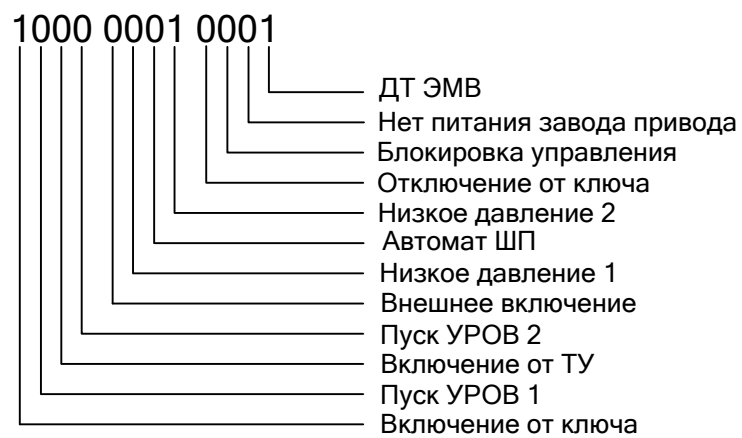 1000 0001 0001
ДТ ЭМВ
Нет питания завода привода
Блокировка управления
Отключение от ключа
Низкое давление 2
Автомат ШП
Низкое давление 1
Внешнее включение
Пуск УРОВ 2
Включение от ТУ
Пуск УРОВ 1
Включение от ключа